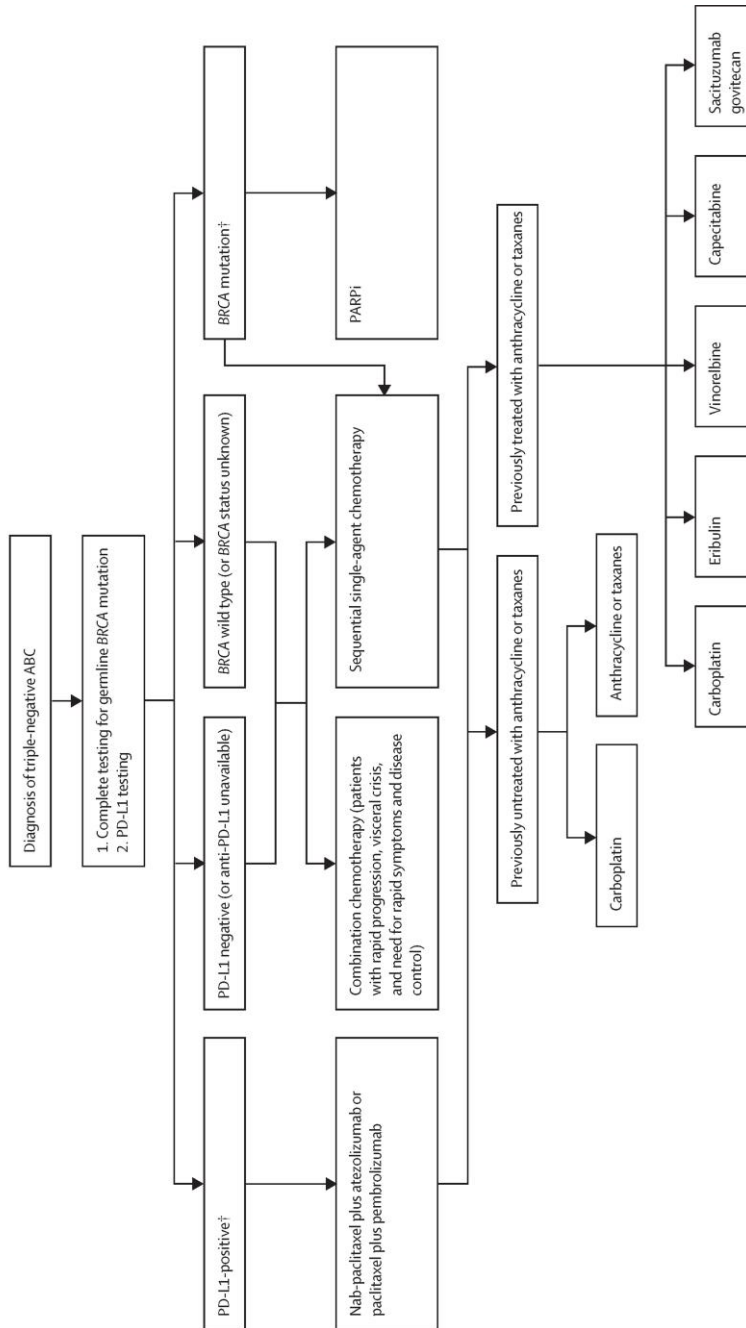 Diagnosis of triple-negative ABC
1. Complete testing for germline BRCA mutation
2. PD-L1 testing
PD-L1-positive†
PD-L1 negative (or anti-PD-L1 unavailable)
BRCA wild type (or BRCA status unknown)
BRCA mutation†
Nab-paclitaxel plus atezolizumab or
paclitaxel plus pembrolizumab
Combination chemotherapy (patients
with rapid progression, visceral crisis,
and need for rapid symptoms and disease
control)
Sequential single-agent chemotherapy
PARPi
Previously untreated with anthracycline or taxanes
Previously treated with anthracycline or taxanes
Carboplatin
Anthracycline or taxanes
Carboplatin
Eribulin
Vinorelbine
Capecitabine
Sacituzumab
govitecan